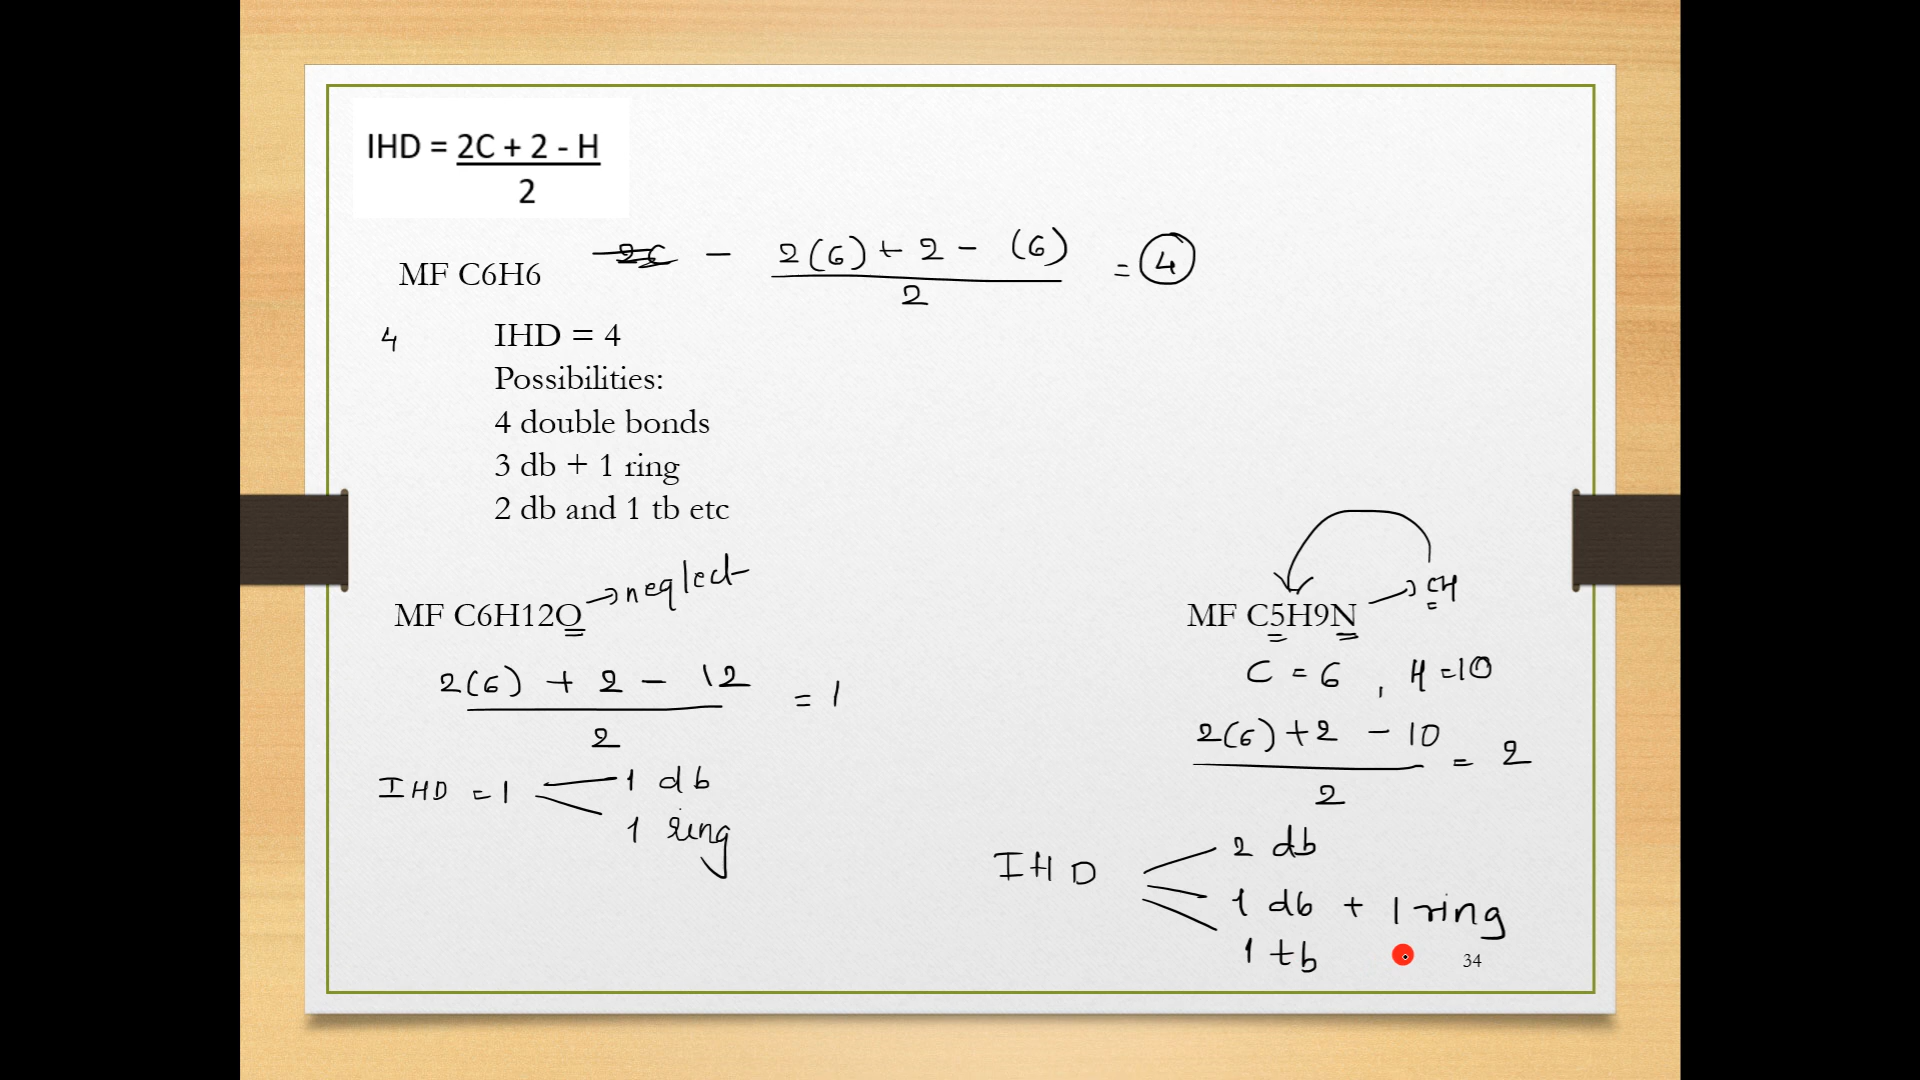 IHD = 2C + 2 - H
2
MF C6H6 2C - 2(6) + 2 - (6) = 4
2
4 IHD = 4
Possibilities:
4 double bonds
3 db + 1 ring
2 db and 1 tb etc
MF C6H12O → neglect
2(6) + 2 - 12 = 1
2
IHD = 1 1 db
1 ring
MF C5H9N → CH
C = 6 , H = 10
2(6) + 2 - 10 = 2
2
IHD 2 db
1 db + 1 ring
1 tb
34